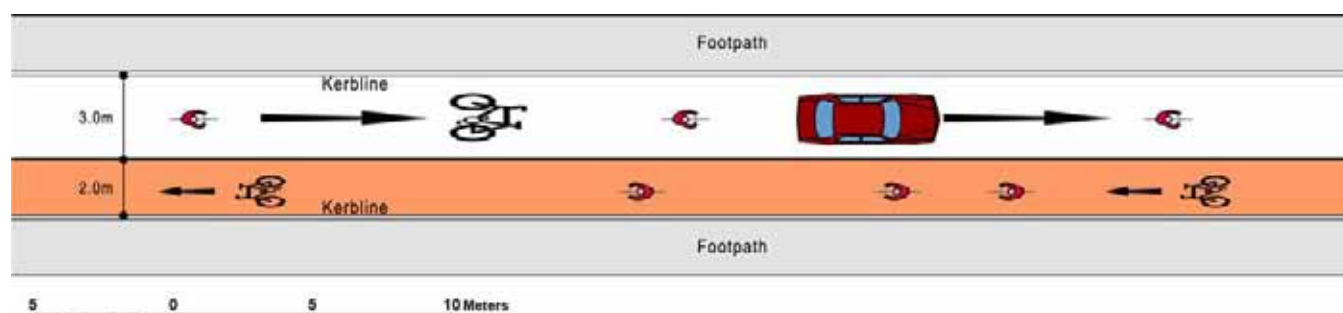 Footpath
Kerbline
3.0m
2.0m
Kerbline
Footpath
5 0 5 10 Meters